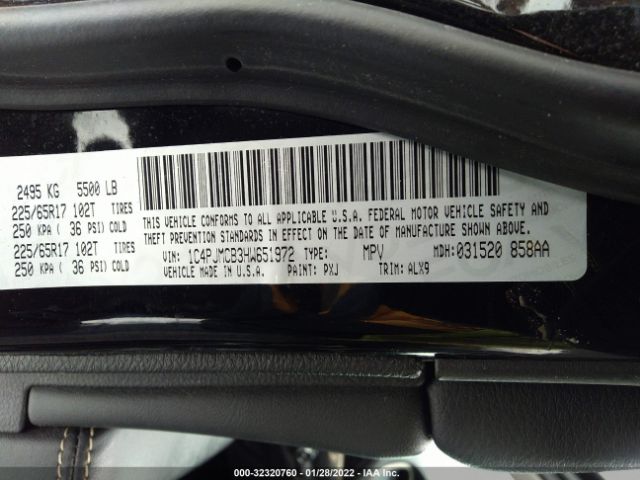 2495 KG 5500 LB
225/65R17 102T TIRES
250 KPA ( 36 PSI) COLD
225/65R17 102T TIRES
250 KPA ( 36 PSI) COLD
THIS VEHICLE CONFORMS TO ALL APPLICABLE U.S.A. FEDERAL MOTOR VEHICLE SAFETY AND
THEFT PREVENTION STANDARDS IN EFFECT ON THE DATE OF MANUFACTURE SHOWN ABOVE.
VIN: 1C4PJMCB3HW651972 TYPE: MPV MDH: 031520 858AA
VEHICLE MADE IN U.S.A. PAINT: PXJ TRIM: ALX9
000-32320760 - 01/28/2022 - IAA Inc.